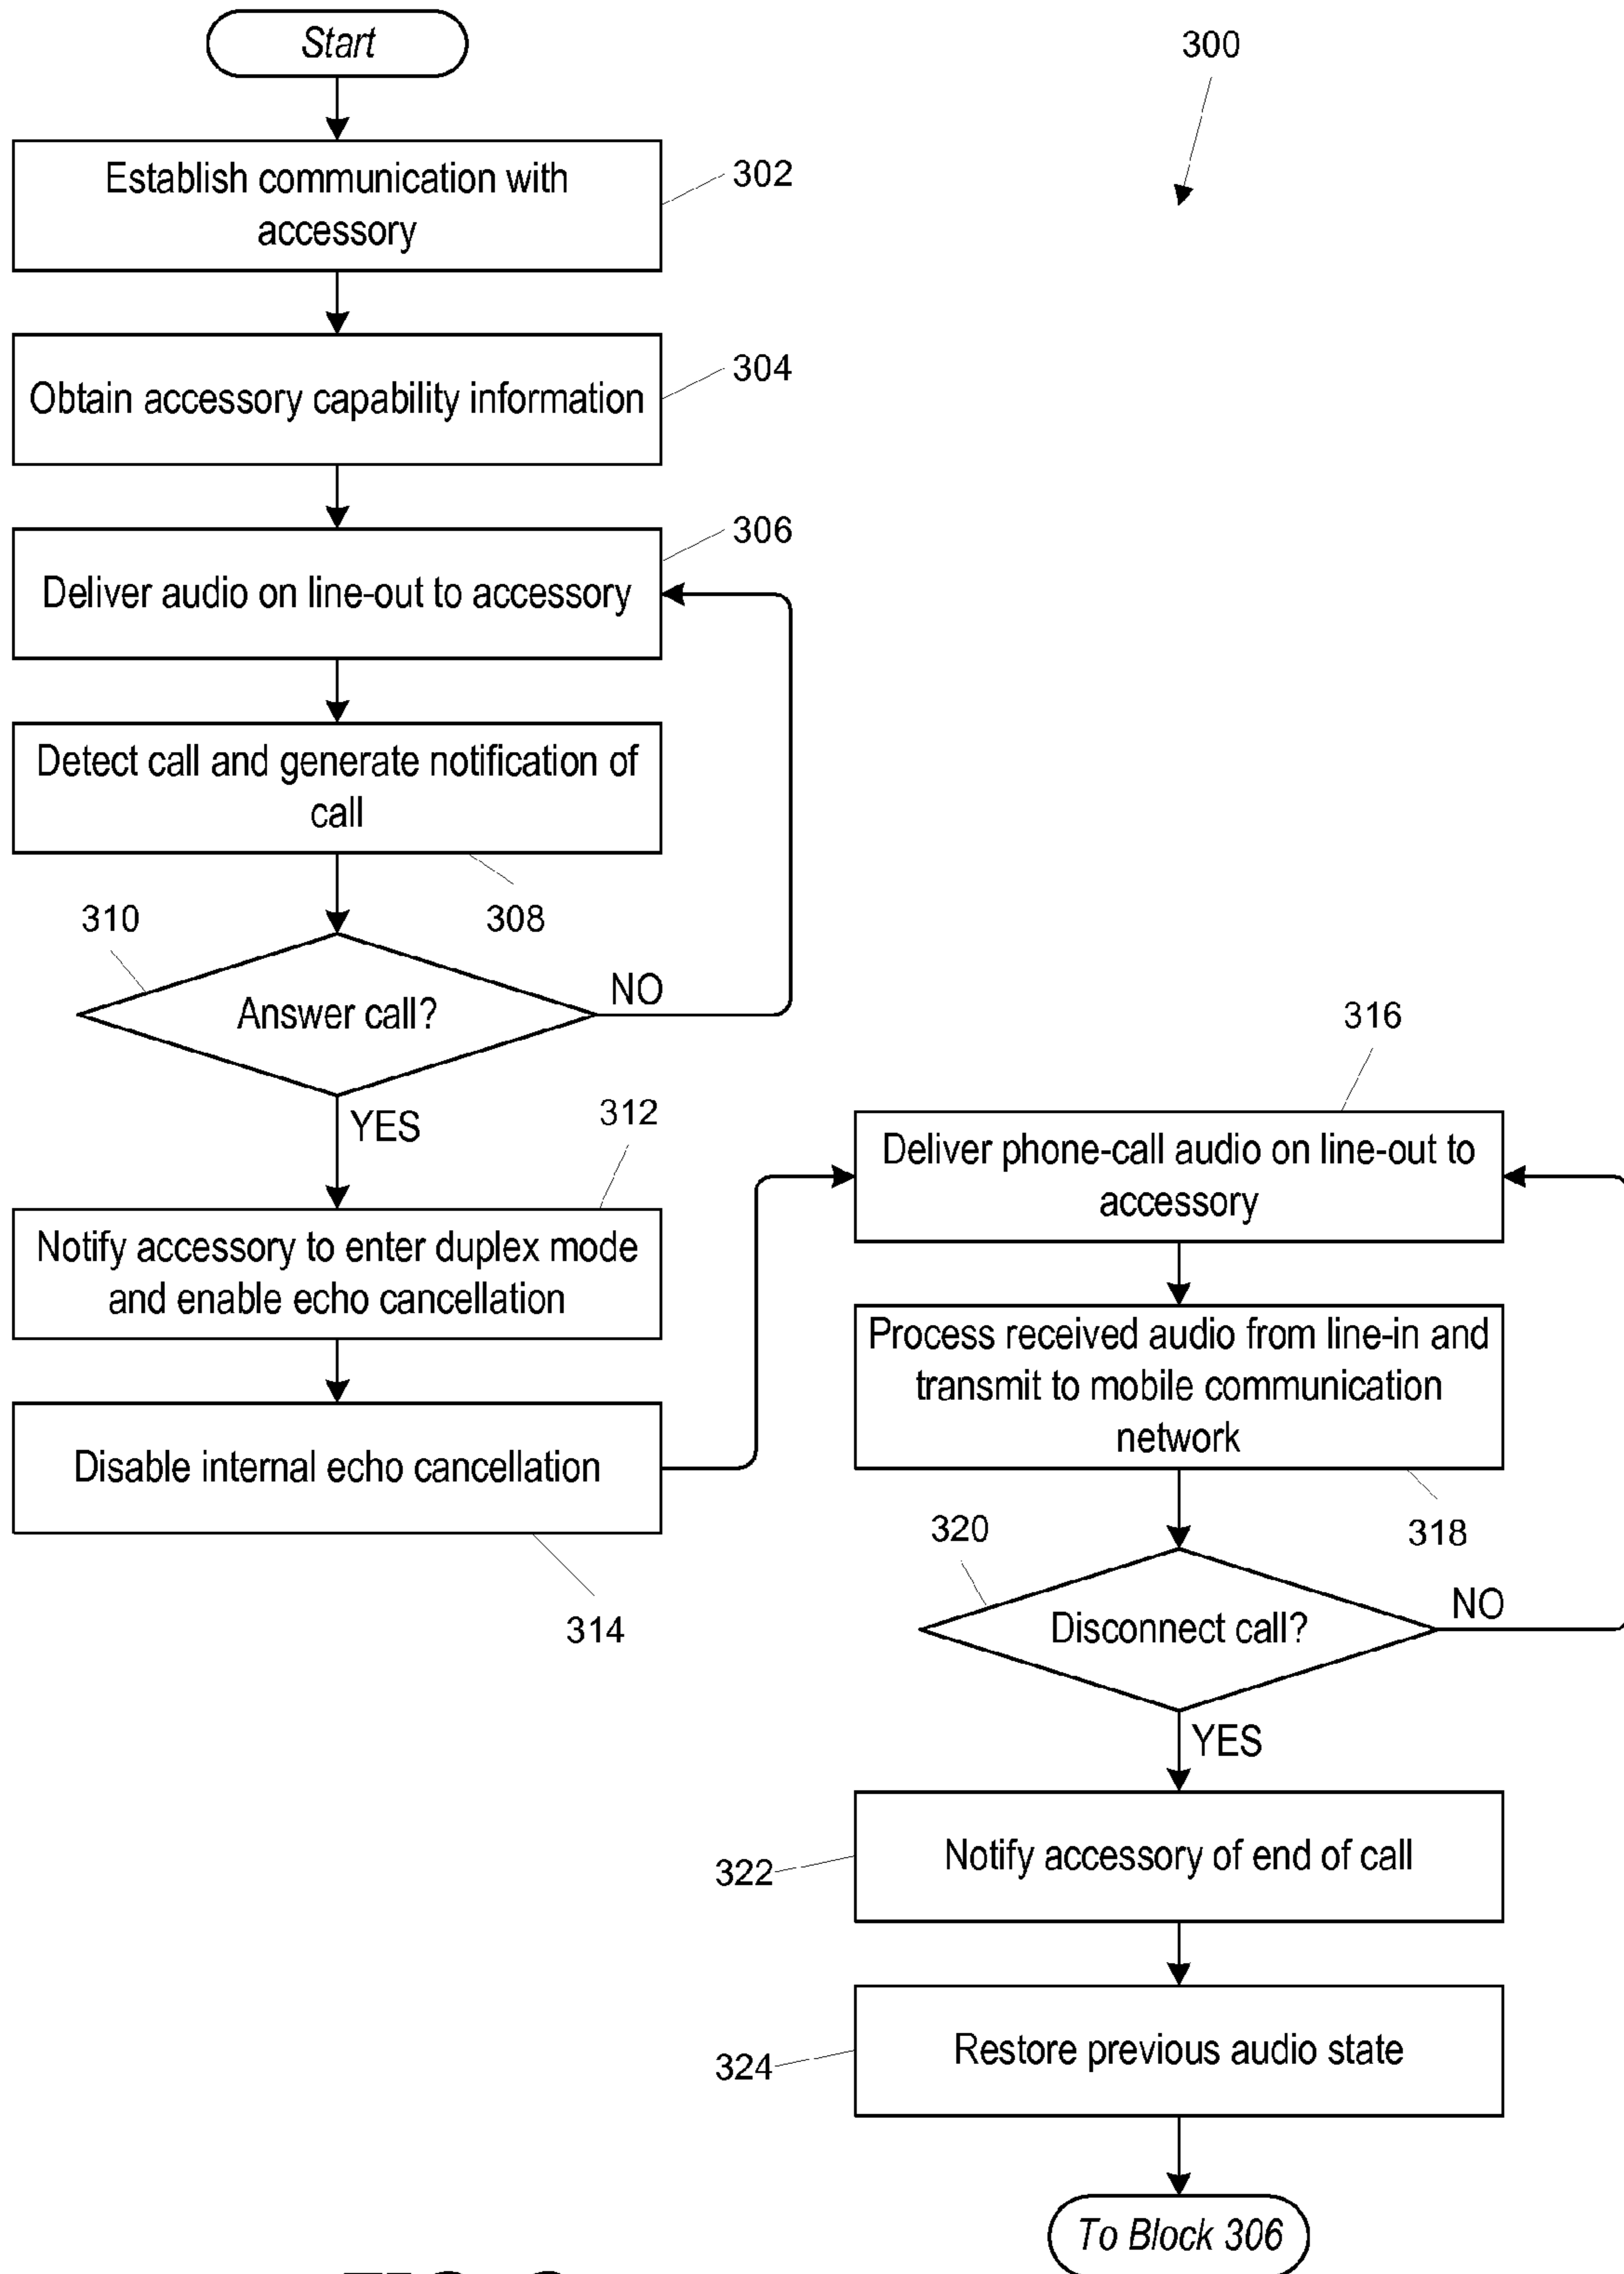 Start
300
Establish communication with
accessory
302
Obtain accessory capability information
304
Deliver audio on line-out to accessory
306
Detect call and generate notification of
call
308
310
Answer call?
NO
YES
312
Notify accessory to enter duplex mode
and enable echo cancellation
Disable internal echo cancellation
314
316
Deliver phone-call audio on line-out to
accessory
Process received audio from line-in and
transmit to mobile communication
network
318
320
Disconnect call?
NO
YES
Notify accessory of end of call
322
Restore previous audio state
324
To Block 306